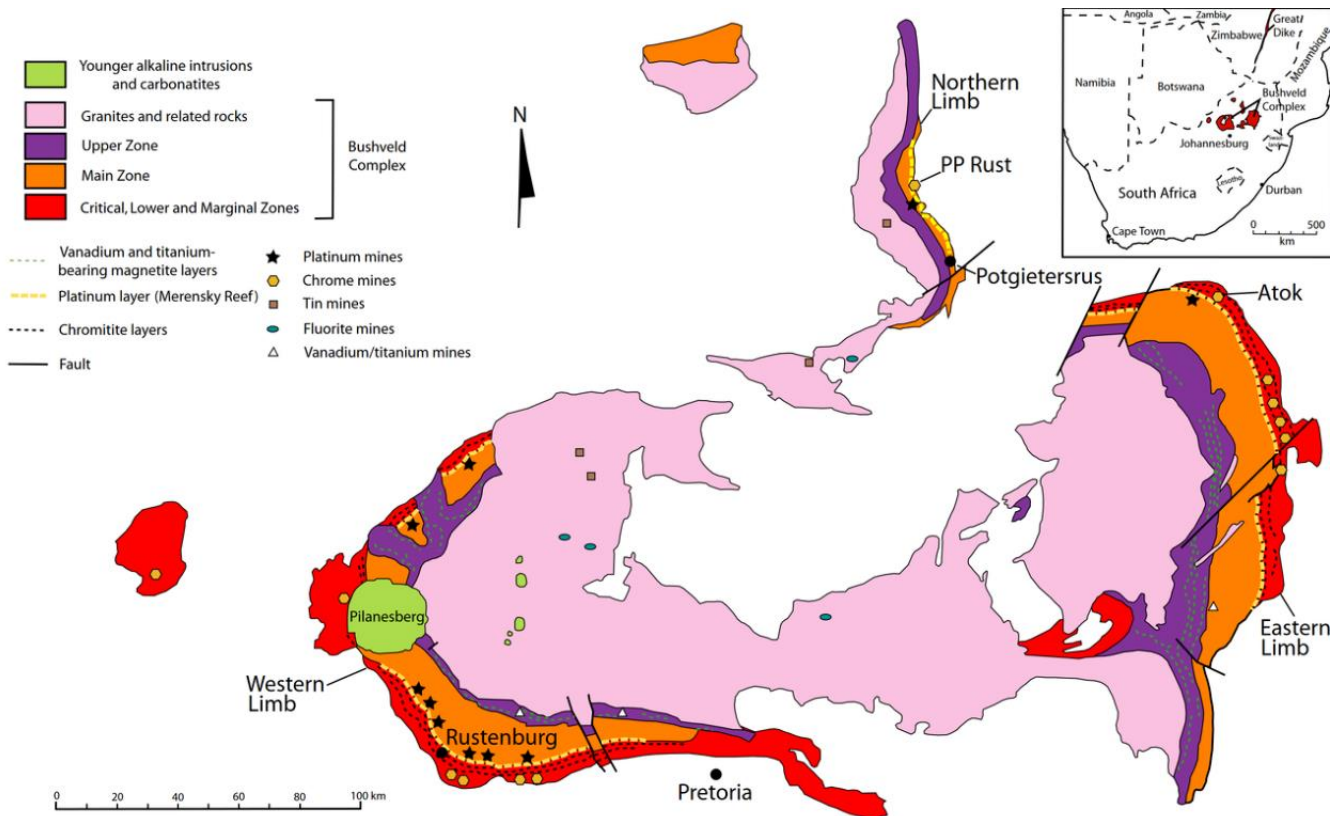 Younger alkaline intrusions
and carbonatites
Granites and related rocks
Upper Zone
Main Zone
Critical, Lower and Marginal Zones
Bushveld
Complex
Vanadium and titanium-
bearing magnetite layers
Platinum layer (Merensky Reef)
Chromitite layers
Fault
Platinum mines
Chrome mines
Tin mines
Fluorite mines
Vanadium/titanium mines
N
Northern
Limb
PP Rust
Potgietersrus
Angola
Zambia
Great
Dike
Zimbabwe
Mozambique
Namibia
Botswana
Bushveld
Complex
Johannesburg
Lesotho
South Africa
Durban
Cape Town
0 500
km
Atok
Pilanesberg
Western
Limb
Rustenburg
Eastern
Limb
Pretoria
0 20 40 60 80 100 km